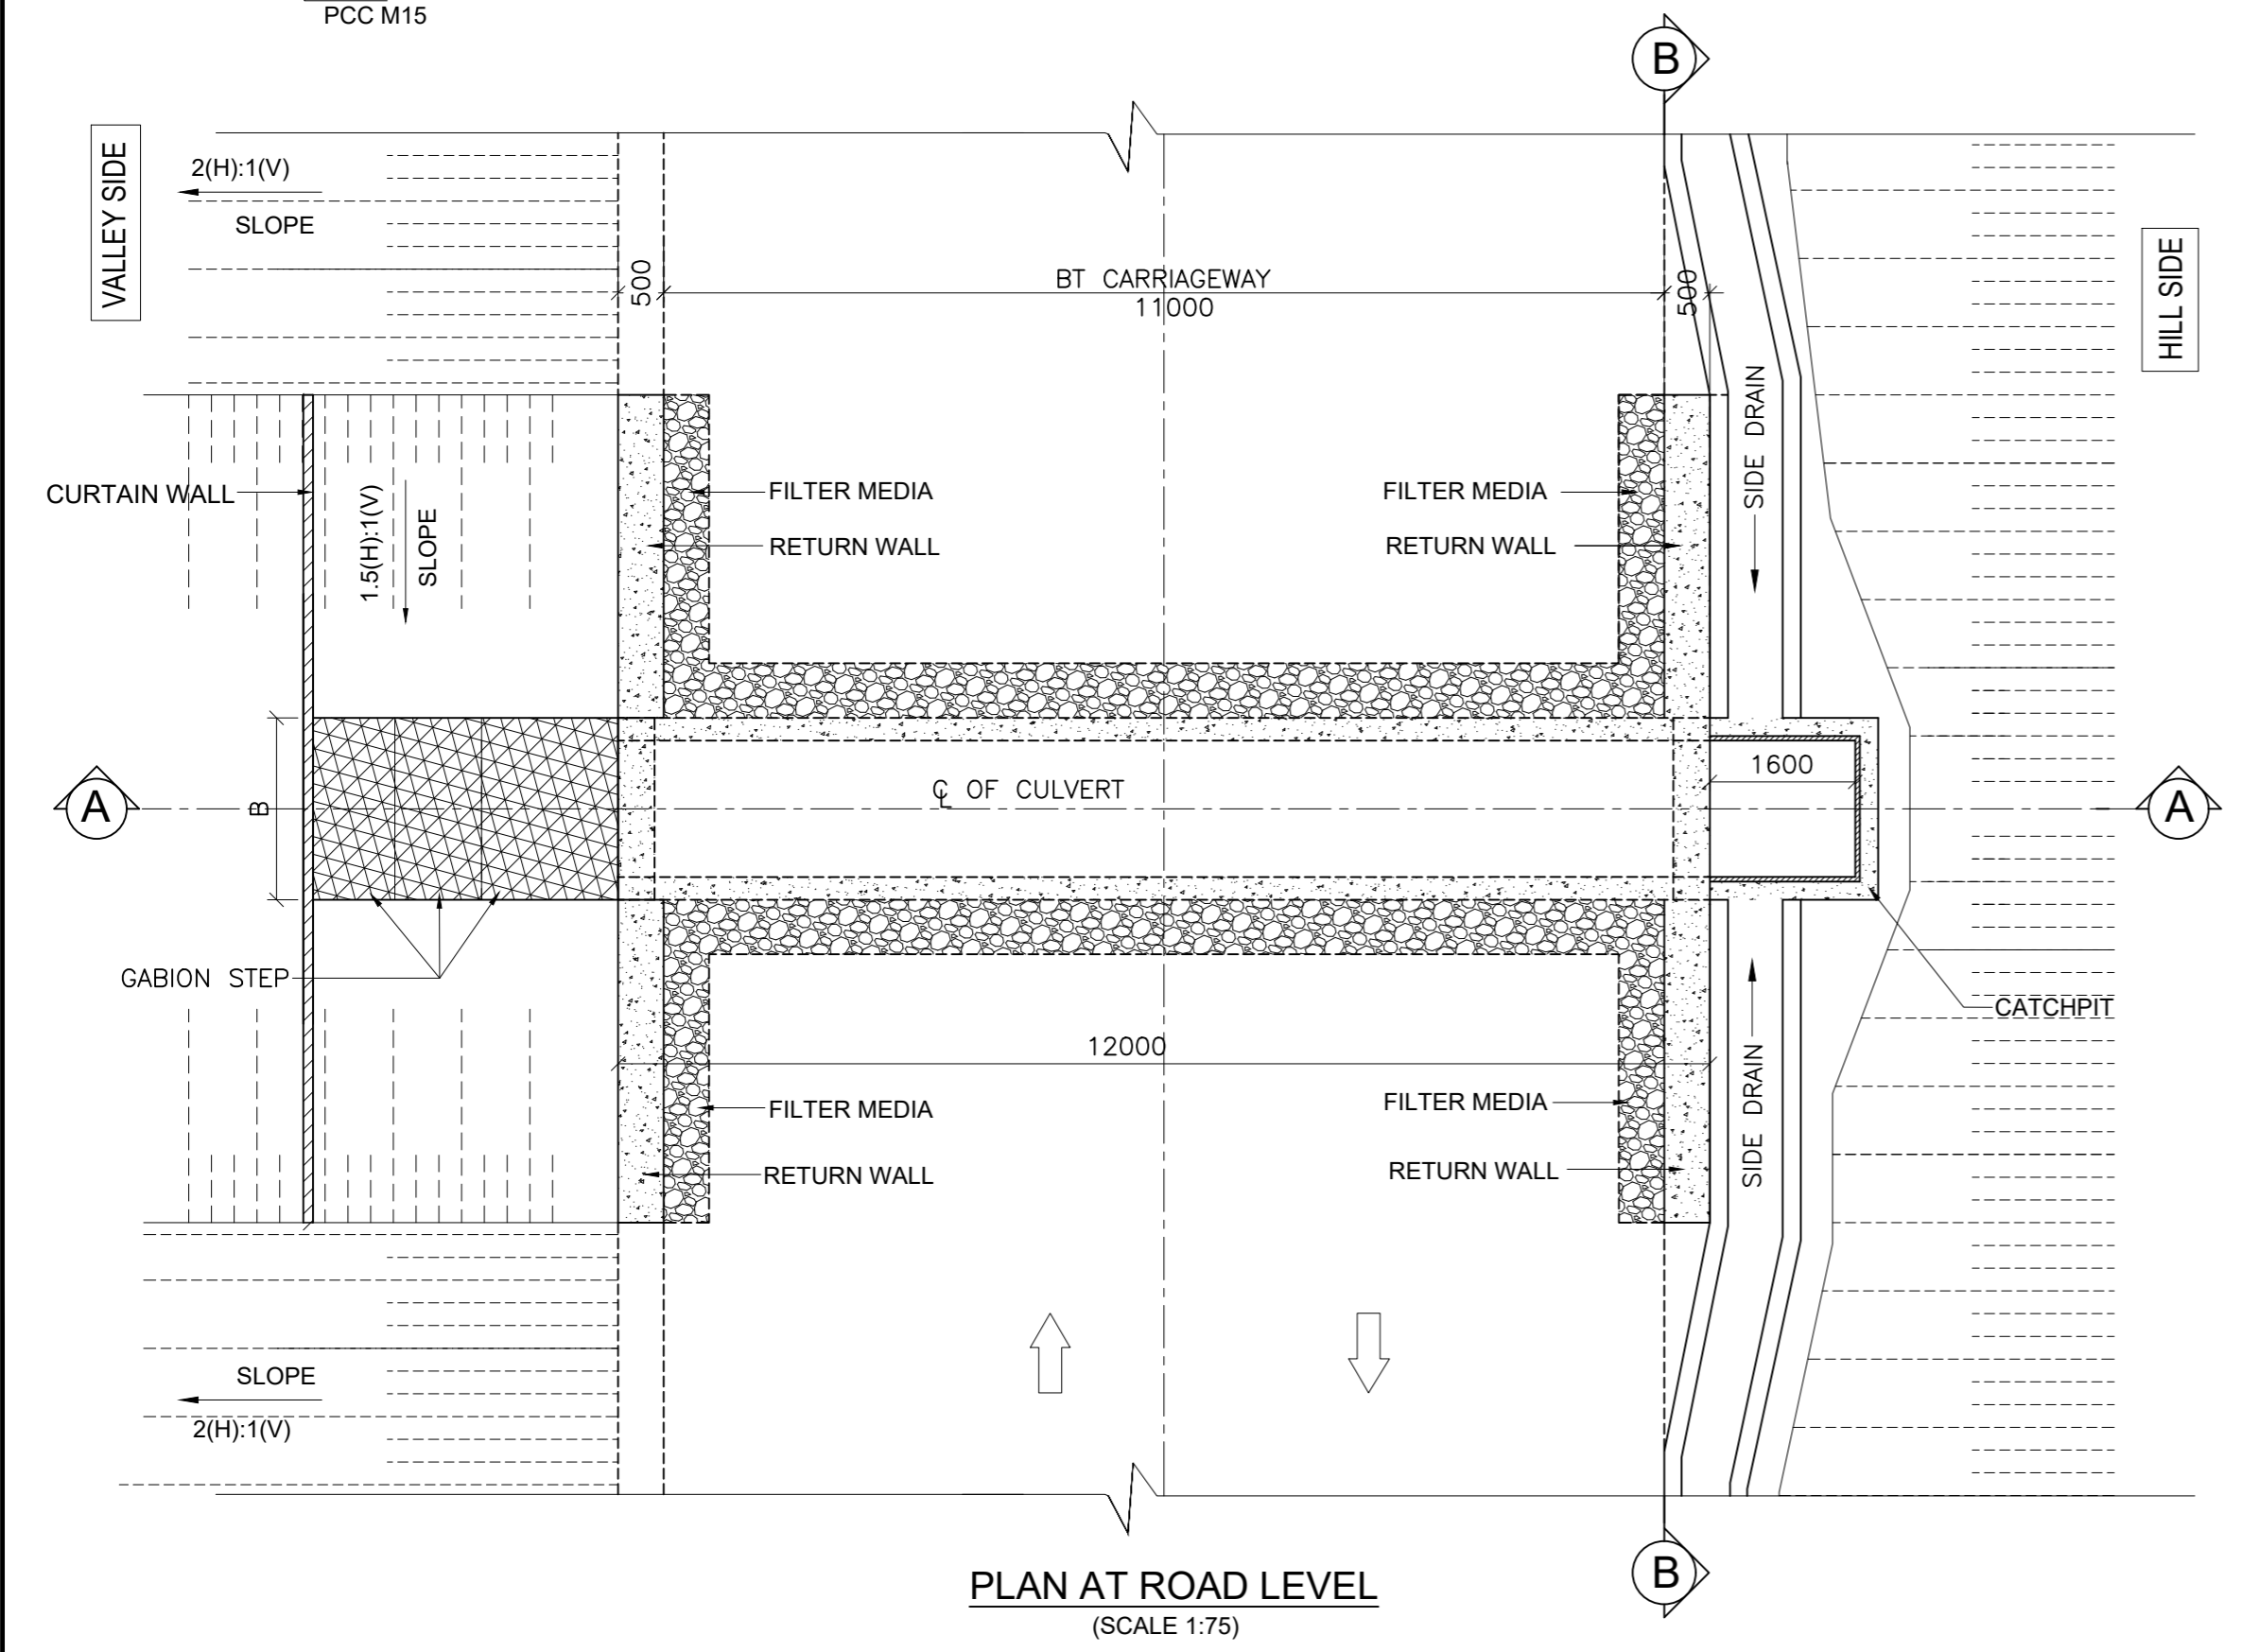 PCC M15
B
VALLEY SIDE
2(H):1(V)
SLOPE
HILL SIDE
500
BT CARRIAGEWAY
11000
500
SIDE DRAIN
CURTAIN WALL
1.5(H):1(V)
SLOPE
FILTER MEDIA
FILTER MEDIA
RETURN WALL
RETURN WALL
1600
℄ OF CULVERT
A
B
A
GABION STEP
CATCHPIT
12000
SIDE DRAIN
FILTER MEDIA
FILTER MEDIA
RETURN WALL
RETURN WALL
SLOPE
2(H):1(V)
B
PLAN AT ROAD LEVEL
(SCALE 1:75)